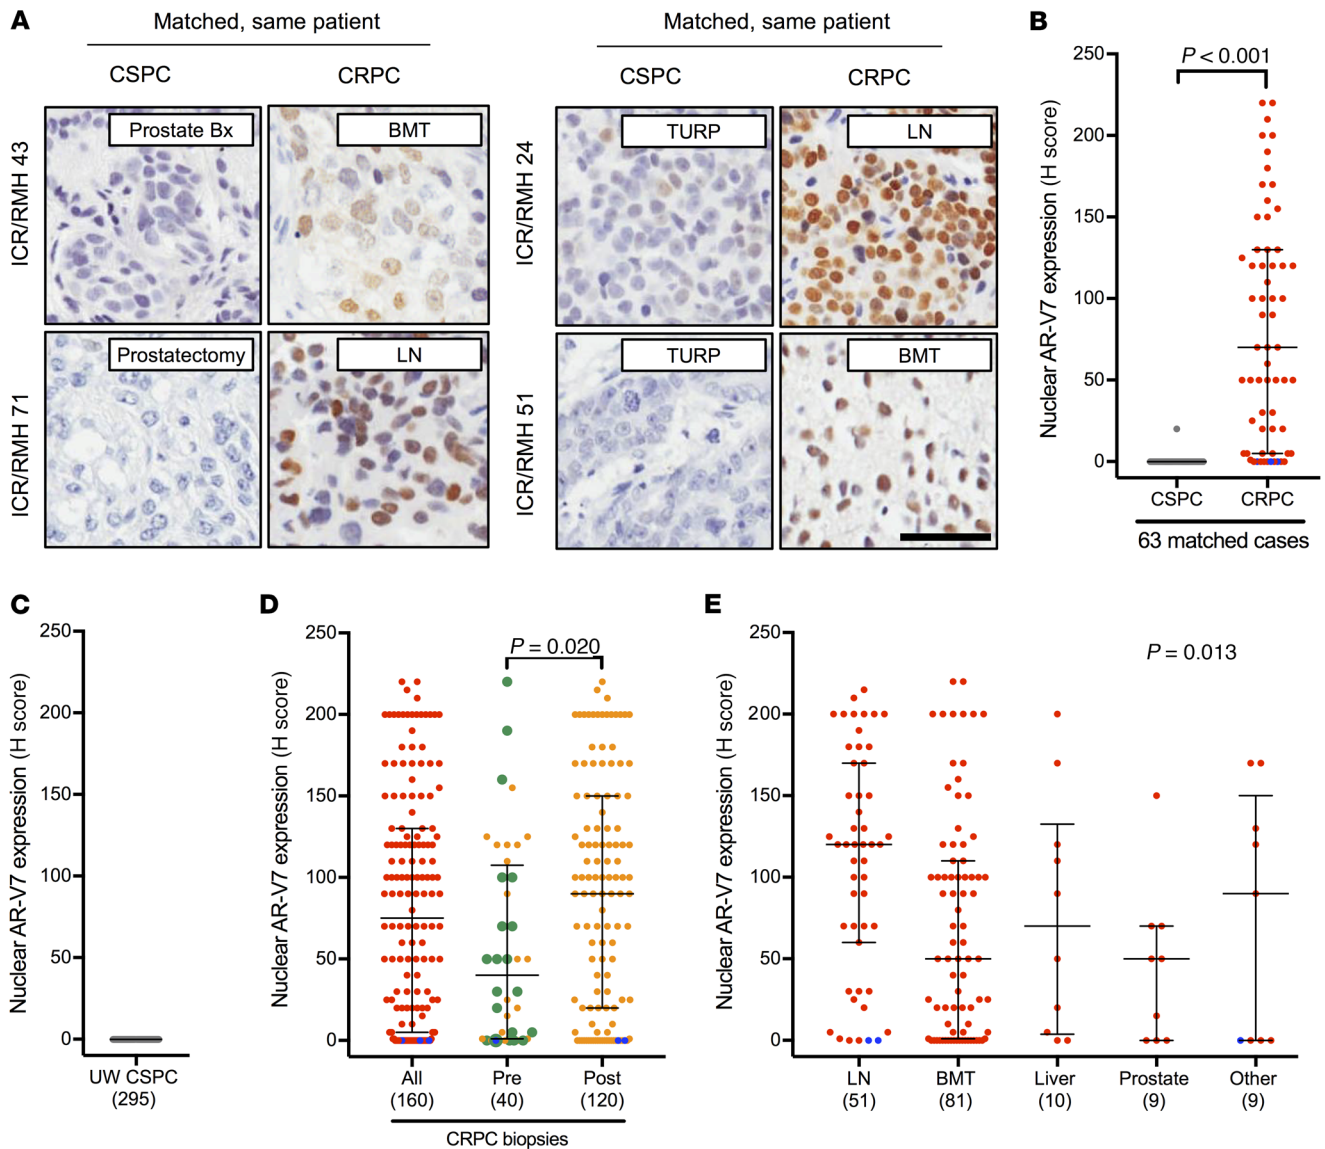 A
Matched, same patient
CSPC
CRPC
Matched, same patient
CSPC
CRPC
ICR/RMH 43
Prostate Bx
BMT
ICR/RMH 24
TURP
LN
ICR/RMH 71
Prostatectomy
LN
ICR/RMH 51
TURP
BMT
B
Nuclear AR-V7 expression (H score)
250
200
150
100
50
0
P < 0.001
CSPC
CRPC
63 matched cases
C
Nuclear AR-V7 expression (H score)
250
200
150
100
50
0
UW CSPC
(295)
D
Nuclear AR-V7 expression (H score)
250
200
150
100
50
0
P = 0.020
All
Pre
Post
(160)
(40)
(120)
CRPC biopsies
E
Nuclear AR-V7 expression (H score)
250
200
150
100
50
0
P = 0.013
LN
BMT
Liver
Prostate
Other
(51)
(81)
(10)
(9)
(9)